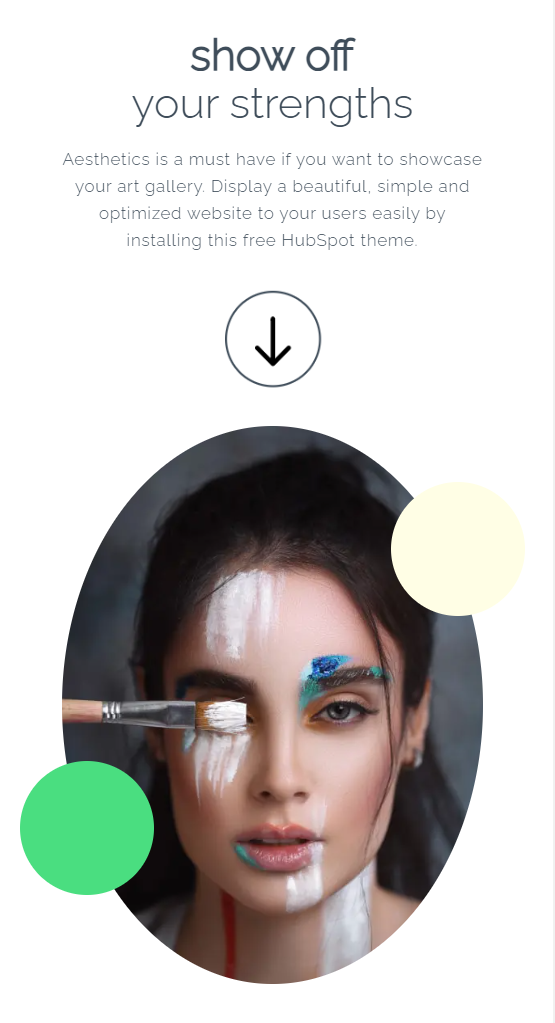 show off
your strengths
Aesthetics is a must have if you want to showcase
your art gallery. Display a beautiful, simple and
optimized website to your users easily by
installing this free HubSpot theme.